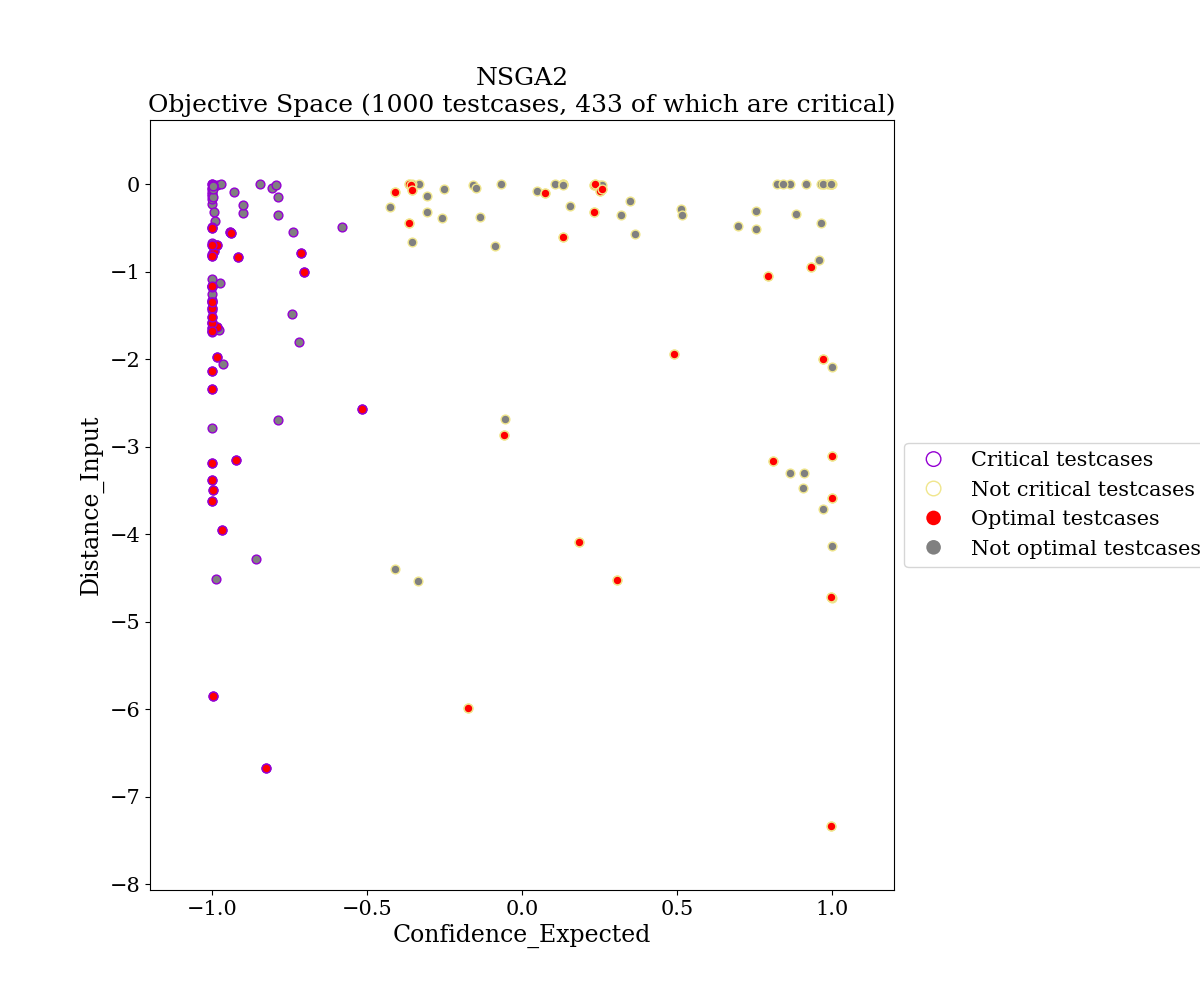 NSGA2
Objective Space (1000 testcases, 433 of which are critical)
0
−1
−2
−3
−4
−5
−6
−7
−8
Distance_Input
−1.0
−0.5
0.0
0.5
1.0
Confidence_Expected
Critical testcases
Not critical testcases
Optimal testcases
Not optimal testcases